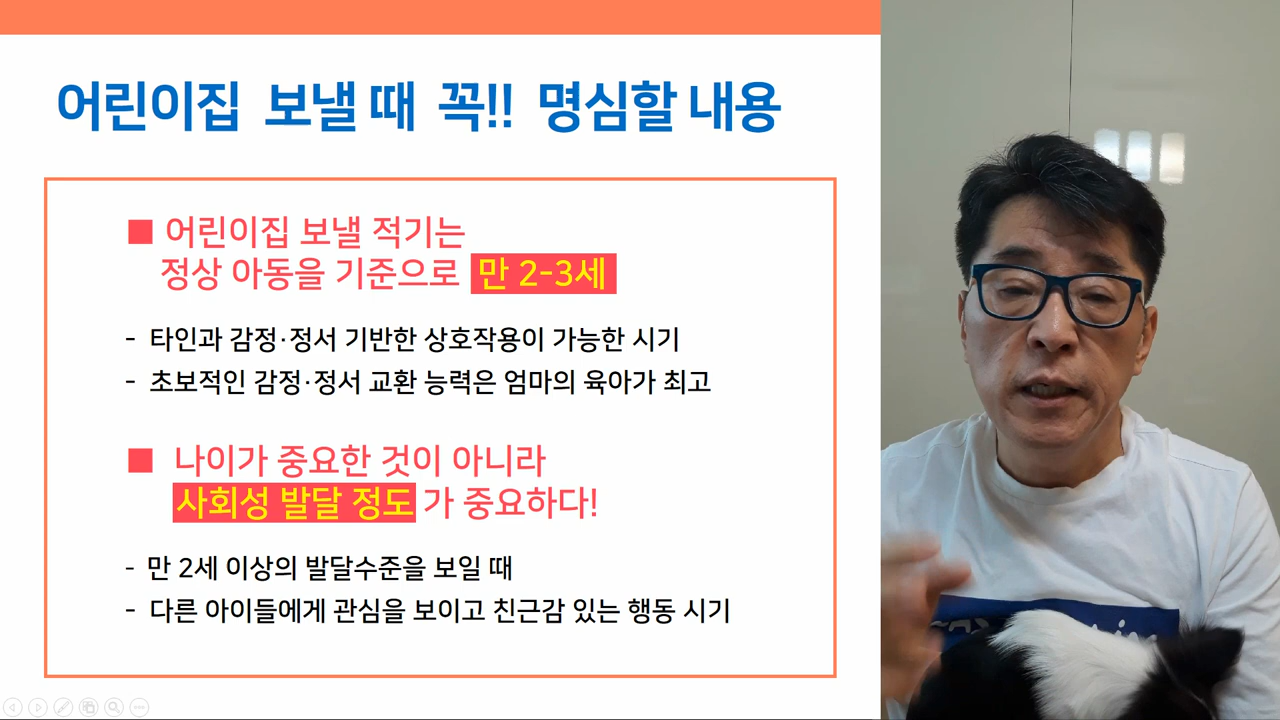 어린이집 보낼 때 꼭!! 명심할 내용
■ 어린이집 보낼 적기는
정상 아동을 기준으로 만 2-3세
- 타인과 감정·정서 기반한 상호작용이 가능한 시기
- 초보적인 감정·정서 교환 능력은 엄마의 육아가 최고
■ 나이가 중요한 것이 아니라
사회성 발달 정도가 중요하다!
- 만 2세 이상의 발달수준을 보일 때
- 다른 아이들에게 관심을 보이고 친근감 있는 행동 시기